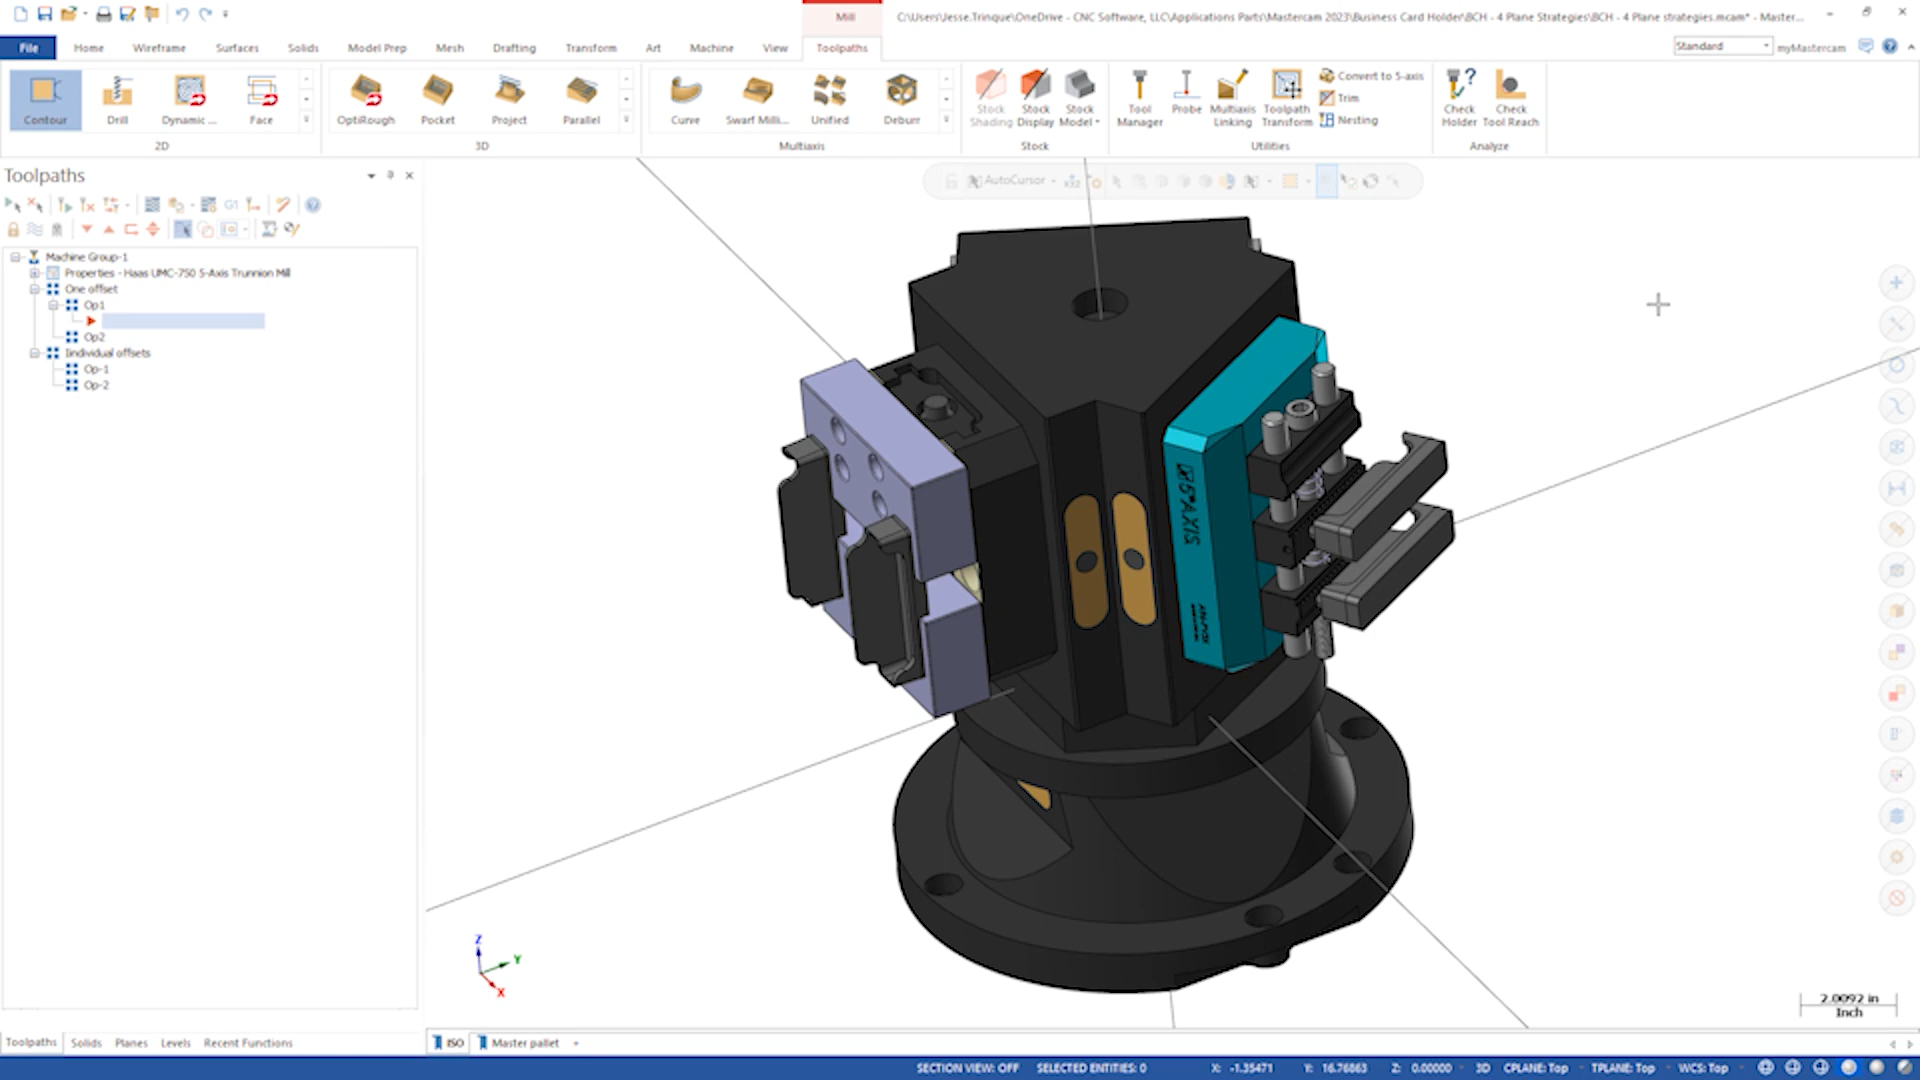 Mill
C:\Users\Jesse.Trinque\OneDrive - CNC Software, LLC\Applications Parts\Mastercam 2023\Business Card Holder\BCH - 4 Plane Strategies\BCH - 4 Plane strategies.mcam* - Master...
File Home Wireframe Surfaces Solids Model Prep Mesh Drafting Transform Art Machine View Toolpaths
Standard myMastercam
Contour Drill Dynamic ... Face
2D
OptiRough Pocket Project Parallel
3D
Curve Swarf Milli... Unified Deburr
Multiaxis
Stock Shading Stock Display Stock Model
Stock
Tool Manager Probe Multiaxis Linking Toolpath Transform
Convert to 5-axis
Trim
Nesting
Utilities
Check Holder Check Tool Reach
Analyze
Toolpaths
AutoCursor
G1
Machine Group-1
Properties - Haas UMC-750 5-Axis Trunnion Mill
One offset
Op1
Op2
Iindividual offsets
Op-1
Op-2
5°AXIS
Z
Y
X
2.0092 in
Inch
Toolpaths Solids Planes Levels Recent Functions
ISO Master pallet
SECTION VIEW: OFF SELECTED ENTITIES: 0 X: -1.35471 Y: 16.76863 Z: 0.00000 3D CPLANE: Top TPLANE: Top WCS: Top